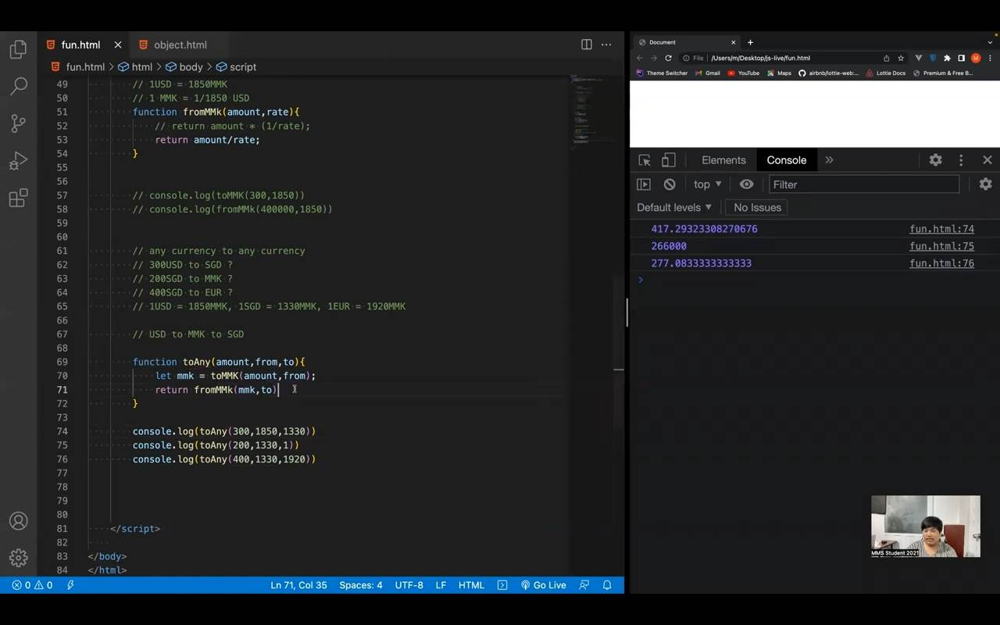 fun.html
object.html
fun.html > html > body > script
49 // 1USD = 1850MMK
50 // 1 MMK = 1/1850 USD
51 function fromMMk(amount,rate){
52 // return amount * (1/rate);
53 return amount/rate;
54 }
55
56
57 // console.log(toMMK(300,1850))
58 // console.log(fromMMk(400000,1850))
59
60
61 // any currency to any currency
62 // 300USD to SGD ?
63 // 200SGD to MMK ?
64 // 400SGD to EUR ?
65 // 1USD = 1850MMK, 1SGD = 1330MMK, 1EUR = 1920MMK
66
67 // USD to MMK to SGD
68
69 function toAny(amount,from,to){
70 let mmk = toMMK(amount,from);
71 return fromMMk(mmk,to)
72 }
73
74 console.log(toAny(300,1850,1330))
75 console.log(toAny(200,1330,1))
76 console.log(toAny(400,1330,1920))
77
78
79
80
81 </script>
82
83 </body>
84 </html>
0 0
Ln 71, Col 35 Spaces: 4 UTF-8 LF HTML Go Live
Document
File /Users/m/Desktop/js-live/fun.html
M
Theme Switcher Gmail YouTube Maps airbnb/lottie-web:... Lottie Docs Premium & Free B...
Elements Console
top Filter
Default levels No Issues
417.29323308270676 fun.html:74
266000 fun.html:75
277.0833333333333 fun.html:76
MMS Student 2021